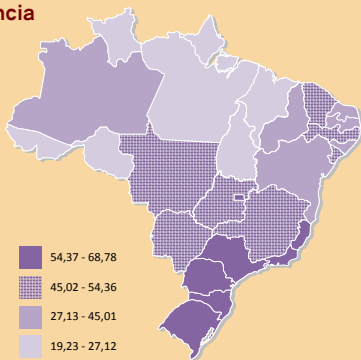 ncia
54,37 - 68,78
45,02 - 54,36
27,13 - 45,01
19,23 - 27,12